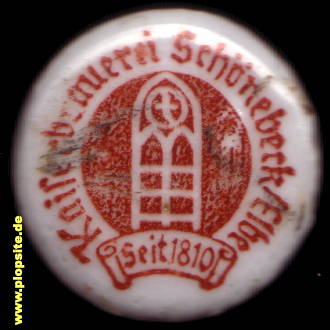 Kaiserbrauerei Schönebeck/Elbe
Seit 1810
www.plopsite.de